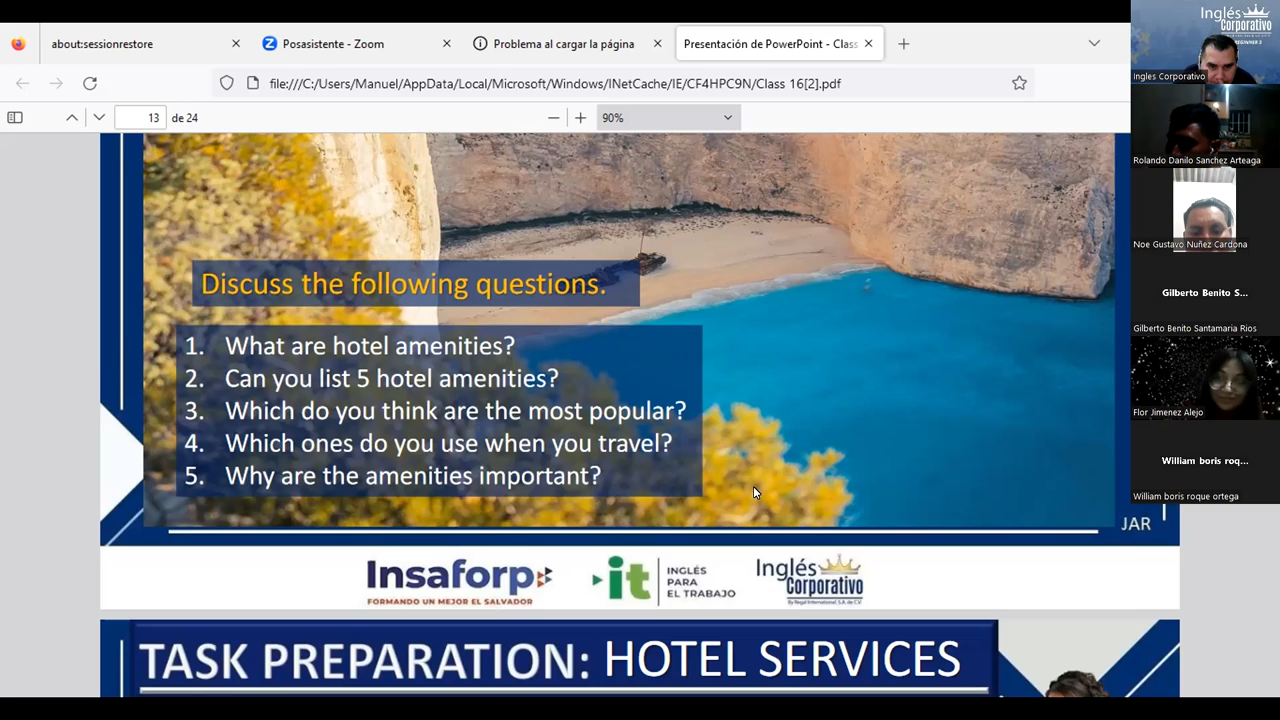 about:sessionrestore
Posasistente - Zoom
Problema al cargar la página
Presentación de PowerPoint - Class
file:///C:/Users/Manuel/AppData/Local/Microsoft/Windows/INetCache/IE/CF4HPC9N/Class 16[2].pdf
13 de 24
90%
Discuss the following questions.
1. What are hotel amenities?
2. Can you list 5 hotel amenities?
3. Which do you think are the most popular?
4. Which ones do you use when you travel?
5. Why are the amenities important?
JAR
Insaforp
FORMANDO UN MEJOR EL SALVADOR
it
INGLÉS
PARA
EL TRABAJO
Inglés
Corporativo
By Regal International, S.A. de C.V.
TASK PREPARATION: HOTEL SERVICES
Inglés
Corporativo
Ingles Corporativo
Rolando Danilo Sanchez Arteaga
Noe Gustavo Nuñez Cardona
Gilberto Benito S...
Gilberto Benito Santamaria Rios
Flor Jimenez Alejo
William boris roq...
William boris roque ortega